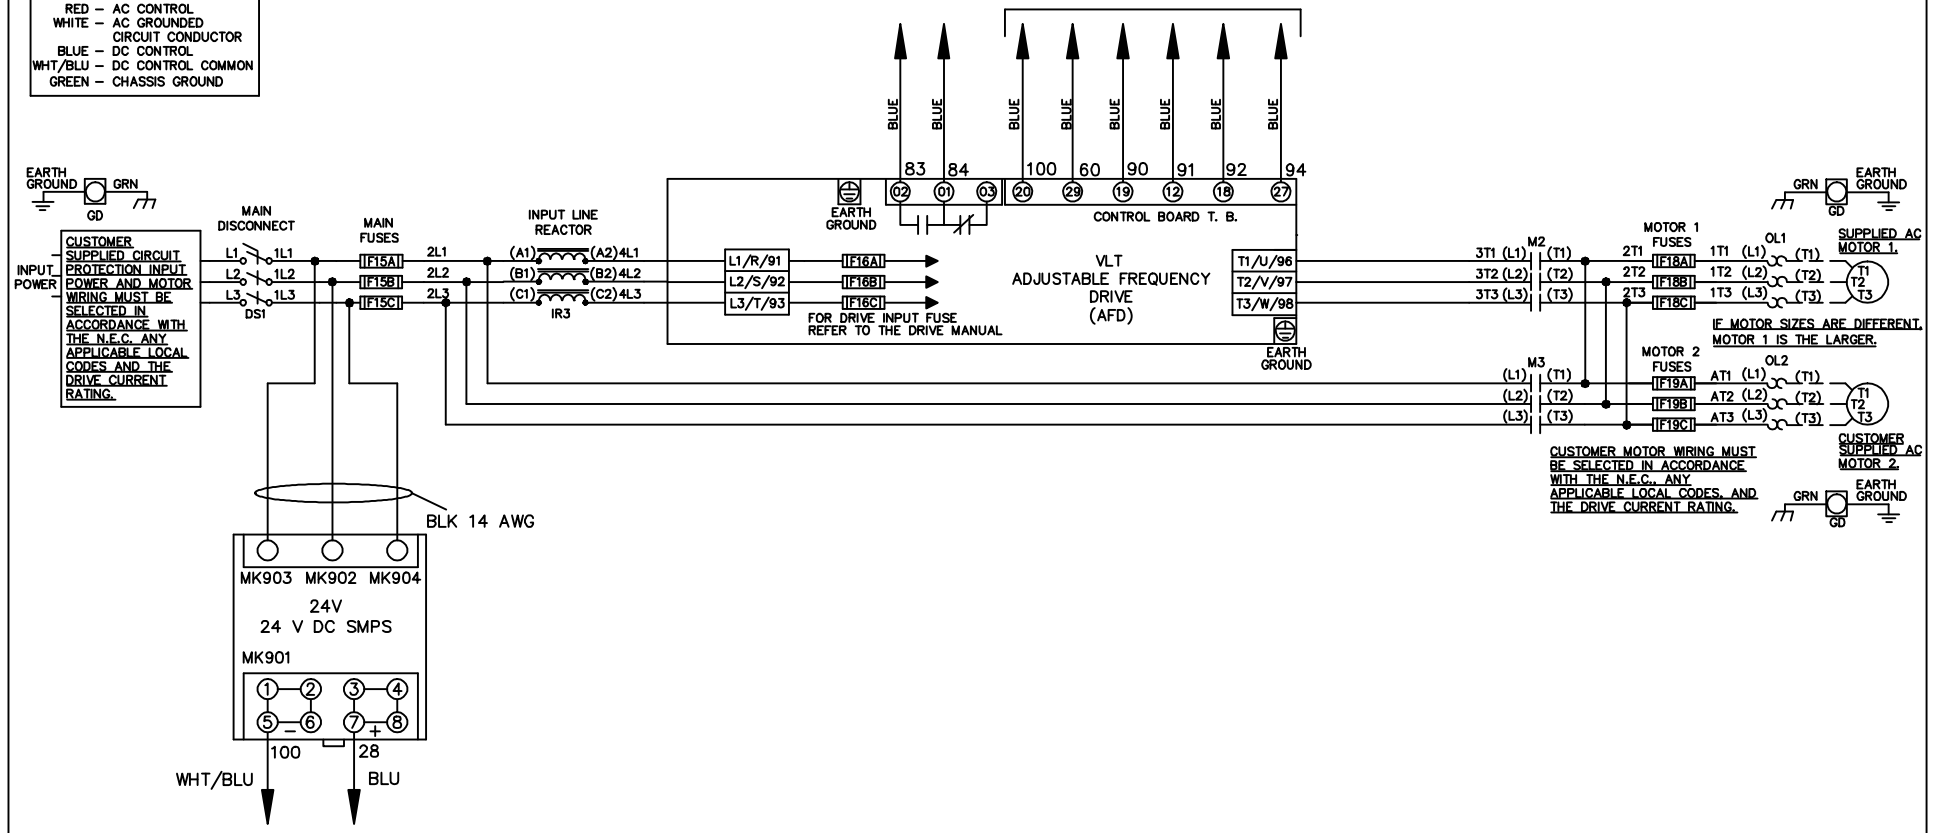 RED – AC CONTROL
WHITE – AC GROUNDED
CIRCUIT CONDUCTOR
BLUE – DC CONTROL
WHT/BLU – DC CONTROL COMMON
GREEN – CHASSIS GROUND
BLUE BLUE BLUE BLUE BLUE BLUE BLUE BLUE
83 84 100 60 90 91 92 94
02 01 03 20 29 19 12 18 27
EARTH
GROUND
CONTROL BOARD T. B.
EARTH
GROUND
GRN
GD
MAIN
DISCONNECT
MAIN
FUSES
INPUT LINE
REACTOR
INPUT
POWER
CUSTOMER
SUPPLIED CIRCUIT
PROTECTION INPUT
POWER AND MOTOR
WIRING MUST BE
SELECTED IN
ACCORDANCE WITH
THE N.E.C. ANY
APPLICABLE LOCAL
CODES AND THE
DRIVE CURRENT
RATING.
L1 1L1 F15A 2L1 (A1) (A2) 4L1 L1/R/91 F16A
L2 1L2 F15B 2L2 (B1) (B2) 4L2 L2/S/92 F16B
L3 1L3 F15C 2L3 (C1) (C2) 4L3 L3/T/93 F16C
DS1
IR3
FOR DRIVE INPUT FUSE
REFER TO THE DRIVE MANUAL
VLT
ADJUSTABLE FREQUENCY
DRIVE
(AFD)
T1/U/96
T2/V/97
T3/W/98
EARTH
GROUND
M2
MOTOR 1
FUSES
OL1
3T1 (L1) (T1) 2T1 F18A 1T1 (L1) (T1)
3T2 (L2) (T2) 2T2 F18B 1T2 (L2) (T2)
3T3 (L3) (T3) 2T3 F18C 1T3 (L3) (T3)
GRN
GD
EARTH
GROUND
SUPPLIED AC
MOTOR 1.
T1
T2
T3
IF MOTOR SIZES ARE DIFFERENT,
MOTOR 1 IS THE LARGER.
M3
MOTOR 2
FUSES
OL2
(L1) (T1) F19A AT1 (L1) (T1)
(L2) (T2) F19B AT2 (L2) (T2)
(L3) (T3) F19C AT3 (L3) (T3)
T1
T2
T3
CUSTOMER
SUPPLIED AC
MOTOR 2.
CUSTOMER MOTOR WIRING MUST
BE SELECTED IN ACCORDANCE
WITH THE N.E.C., ANY
APPLICABLE LOCAL CODES, AND
THE DRIVE CURRENT RATING.
GRN
GD
EARTH
GROUND
BLK 14 AWG
MK903 MK902 MK904
24V
24 V DC SMPS
MK901
1 2 3 4
5 6 7 8
– +
100 28
WHT/BLU BLU